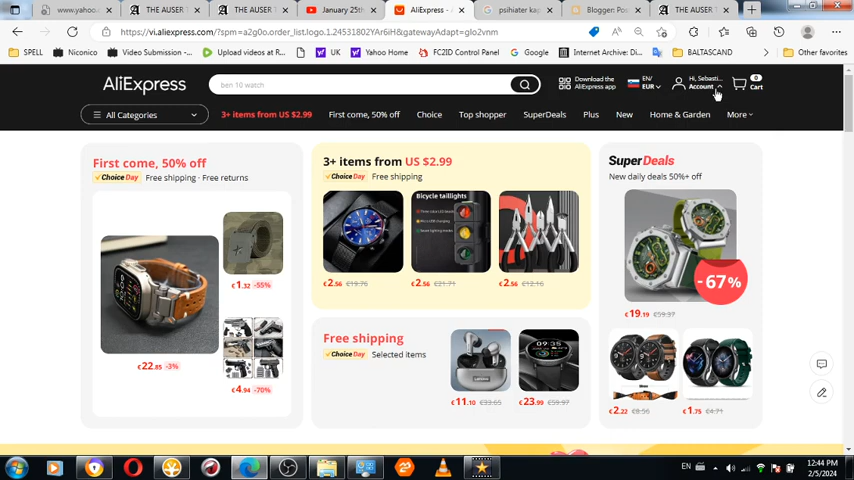 www.yahoo.
THE AUSER T
THE AUSER T
January 25th
AliExpress -
psihiater kap
Blogger: Po
THE AUSER T
https://vi.aliexpress.com/?spm=a2g0o.order_list.logo.1.24531802YAr6iH&gatewayAdapt=glo2vnm
SPELL
Niconico
Video Submission -...
Upload videos at R...
UK
Yahoo Home
FC2ID Control Panel
Google
Internet Archive: Di...
BALTASCAND
Other favorites
AliExpress
ben 10 watch
Download the
AliExpress app
EN/
EUR
Hi, Sebasti...
Account
0
Cart
All Categories
3+ items from US $2.99
First come, 50% off
Choice
Top shopper
SuperDeals
Plus
New
Home & Garden
More
First come, 50% off
Choice Day Free shipping · Free returns
€1.32 -55%
€22.85 -3%
€4.94 -70%
3+ items from US $2.99
Choice Day Free shipping
Bicycle taillights
€2.56 €19.76
€2.56 €21.71
€2.56 €12.16
Free shipping
Choice Day Selected items
€11.10 €33.65
€23.99 €59.97
SuperDeals
New daily deals 50%+ off
-67%
€19.19 €59.37
€2.22 €8.56
€1.75 €4.71
EN
12:44 PM
2/5/2024